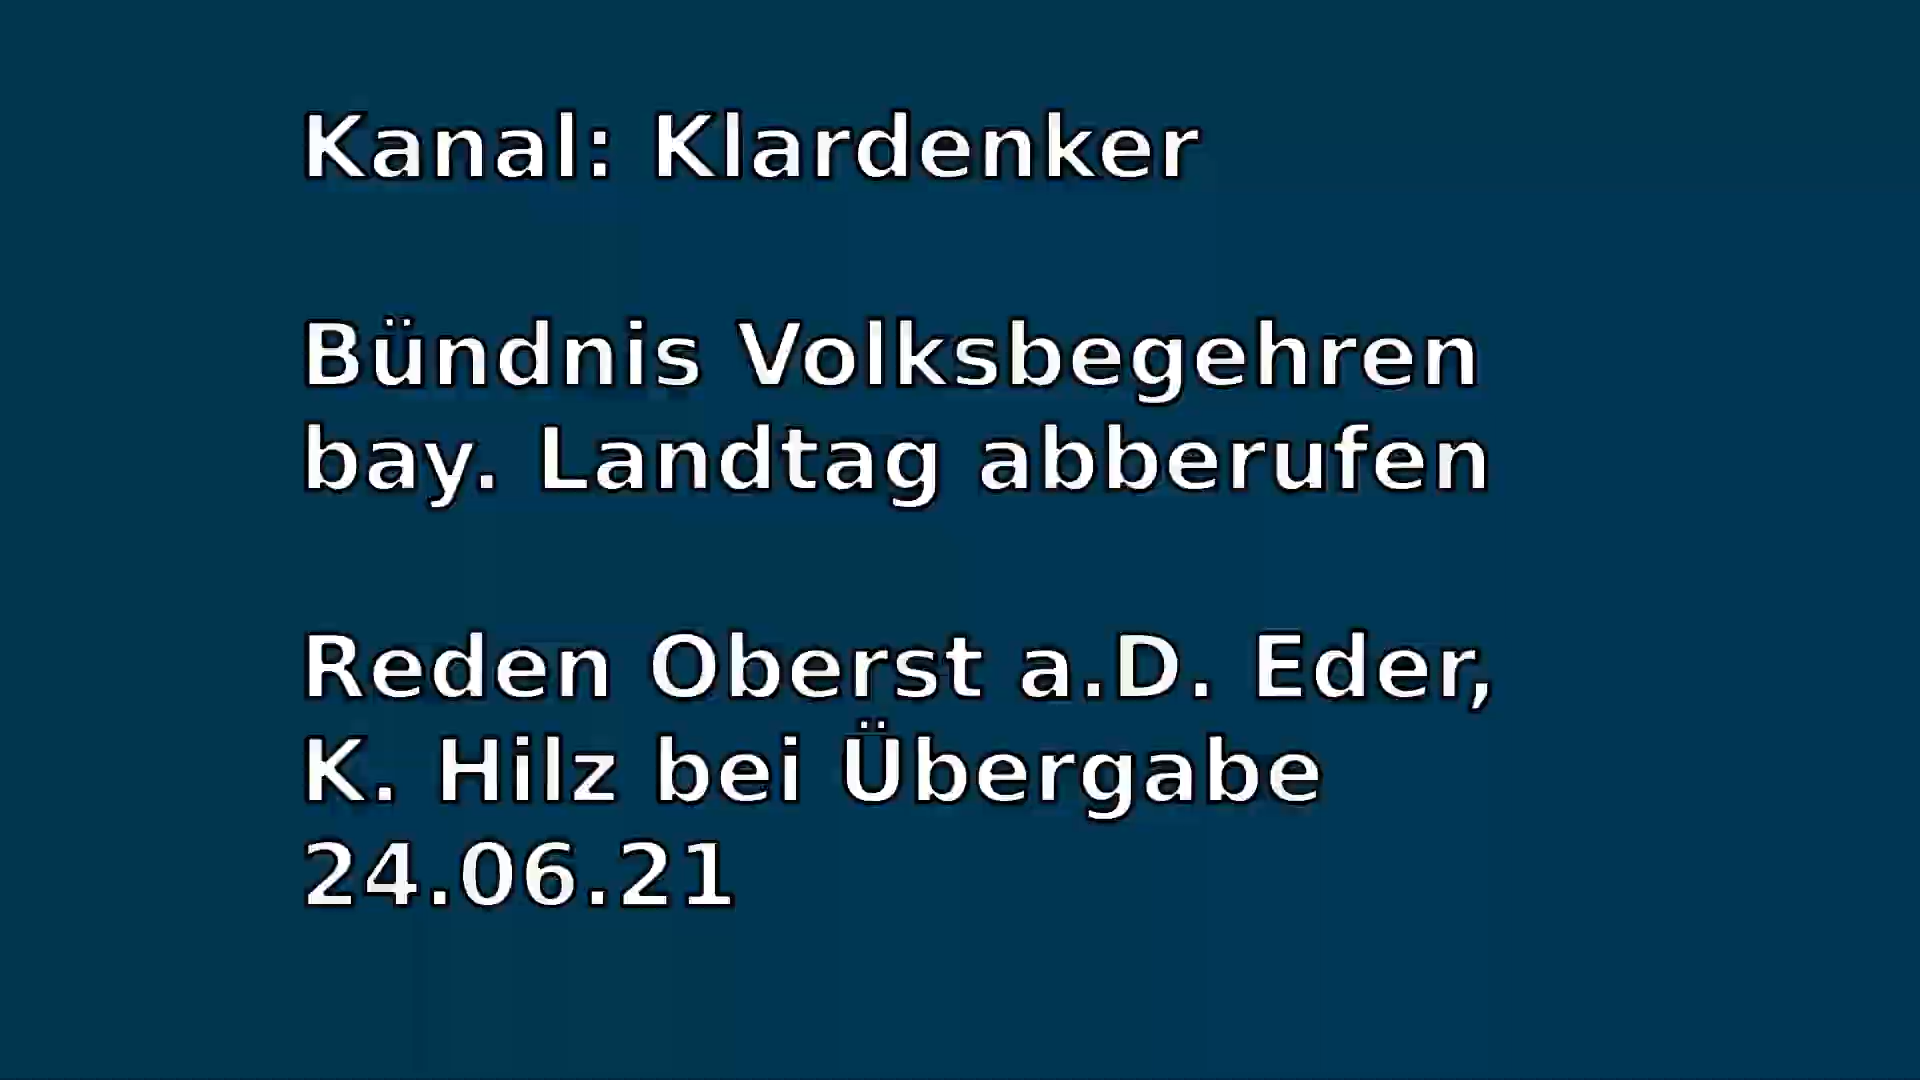 Kanal: Klardenker
Bündnis Volksbegehren
bay. Landtag abberufen
Reden Oberst a.D. Eder,
K. Hilz bei Übergabe
24.06.21